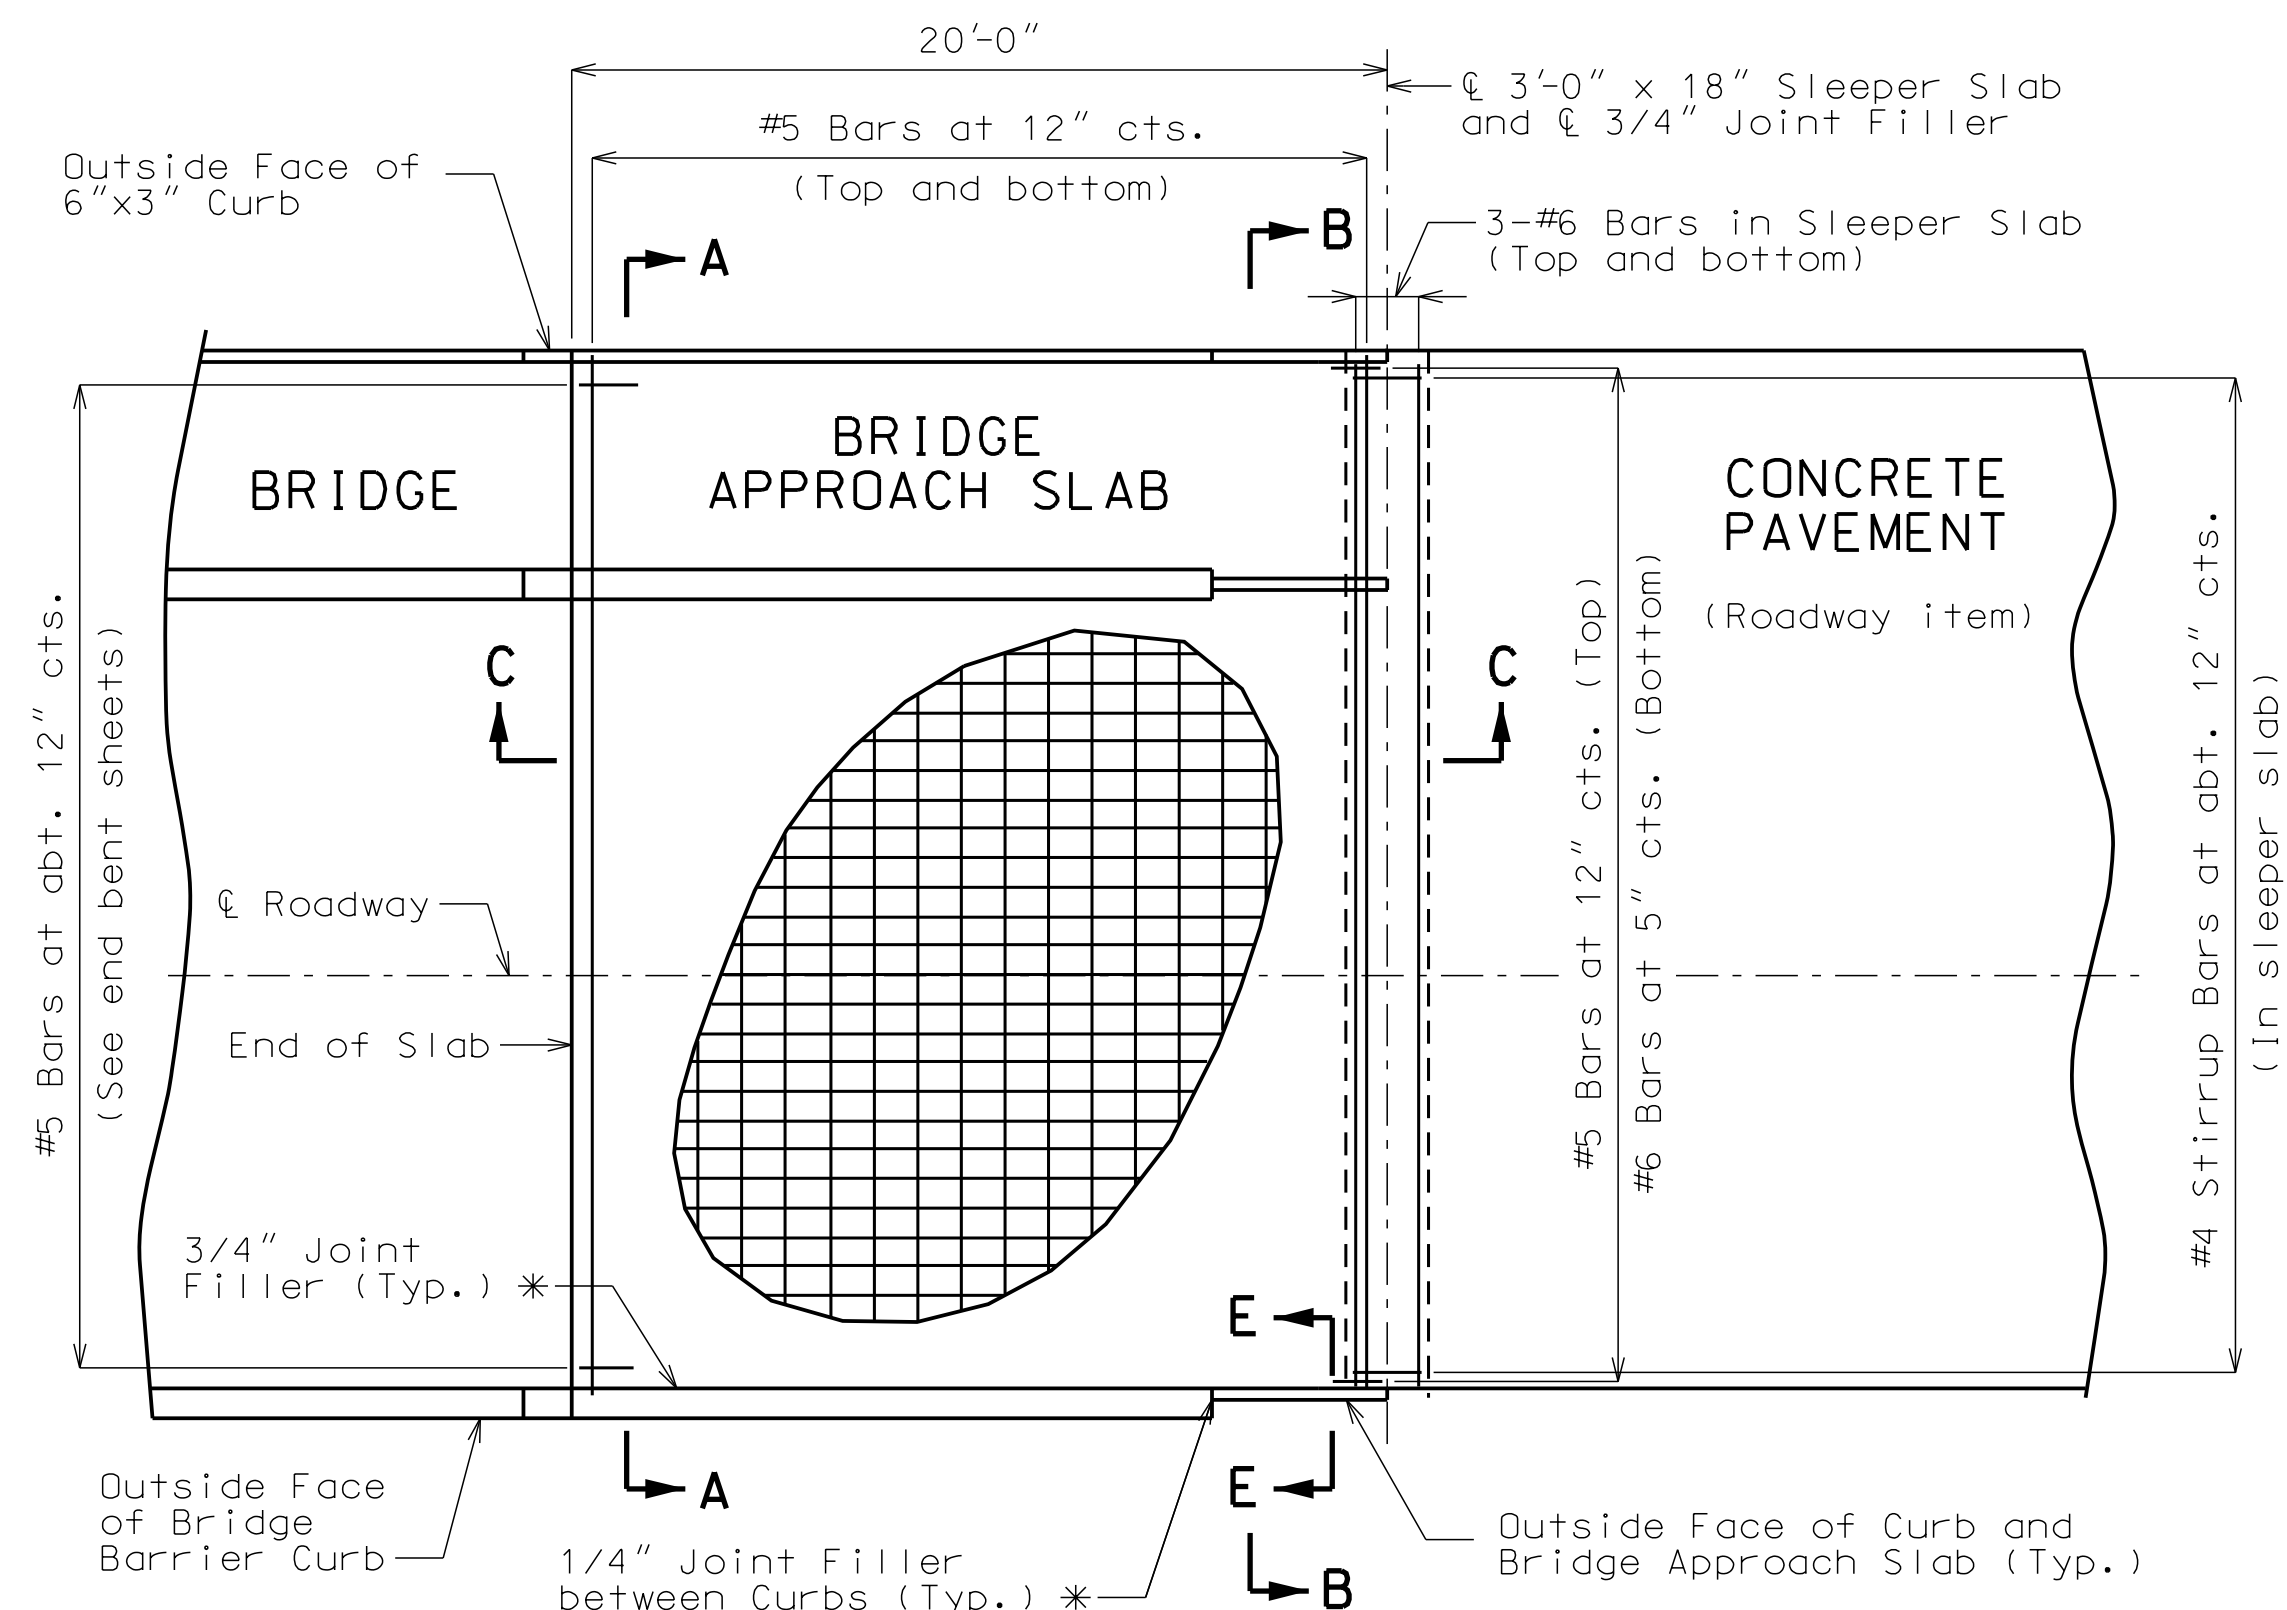 20'-0"
℄ 3'-0" x 18" Sleeper Slab
and ℄ 3/4" Joint Filler
#5 Bars at 12" cts.
(Top and bottom)
Outside Face of
6"x3" Curb
3-#6 Bars in Sleeper Slab
(Top and bottom)
A
B
BRIDGE
BRIDGE
APPROACH SLAB
CONCRETE
PAVEMENT
(Roadway item)
#5 Bars at abt. 12" cts.
(See end bent sheets)
C
C
#5 Bars at 12" cts. (Top)
#6 Bars at 5" cts. (Bottom)
#4 Stirrup Bars at abt. 12" cts.
(In sleeper slab)
℄ Roadway
End of Slab
3/4" Joint
Filler (Typ.) *
E
E
A
B
Outside Face
of Bridge
Barrier Curb
1/4" Joint Filler
between Curbs (Typ.) *
Outside Face of Curb and
Bridge Approach Slab (Typ.)